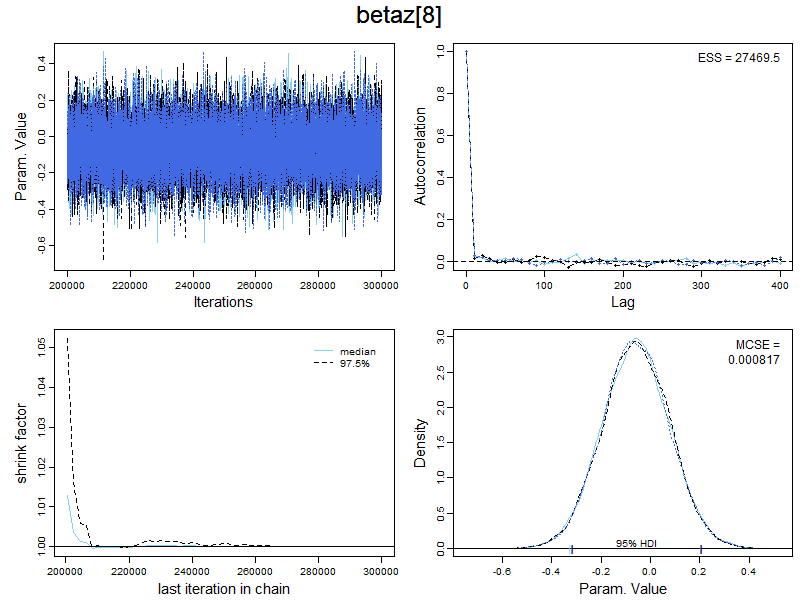 betaz[8]
Param. Value
0.4
0.2
0.0
-0.2
-0.4
-0.6
200000 220000 240000 260000 280000 300000
Iterations
ESS = 27469.5
Autocorrelation
1.0
0.8
0.6
0.4
0.2
0.0
0 100 200 300 400
Lag
median
97.5%
shrink factor
1.05
1.04
1.03
1.02
1.01
1.00
200000 220000 240000 260000 280000 300000
last iteration in chain
MCSE =
0.000817
Density
3.0
2.5
2.0
1.5
1.0
0.5
0.0
95% HDI
-0.6 -0.4 -0.2 0.0 0.2 0.4
Param. Value